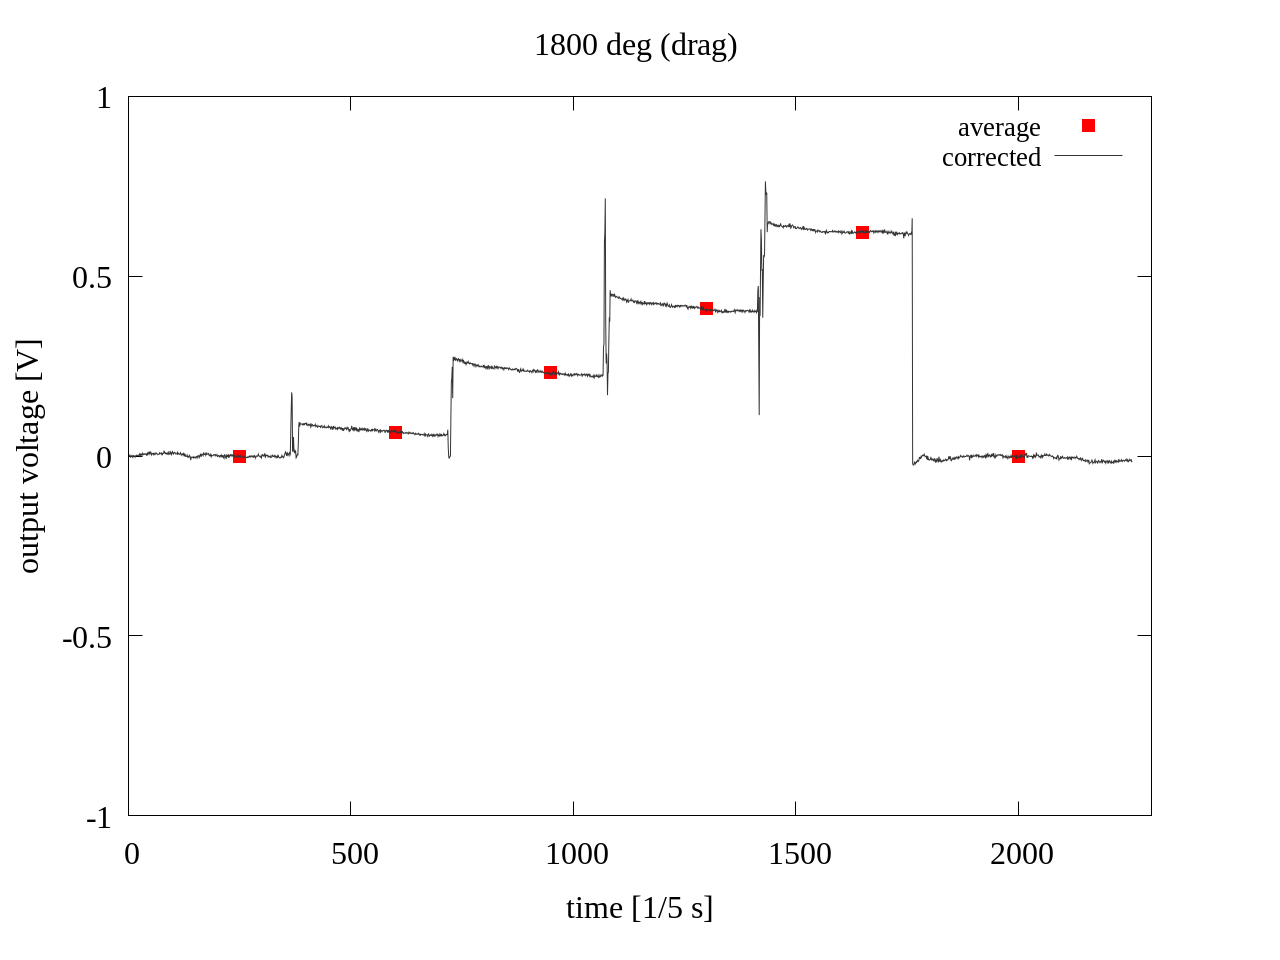 1800 deg (drag)
average
corrected
1
0.5
0
-0.5
-1
output voltage [V]
0 500 1000 1500 2000
time [1/5 s]